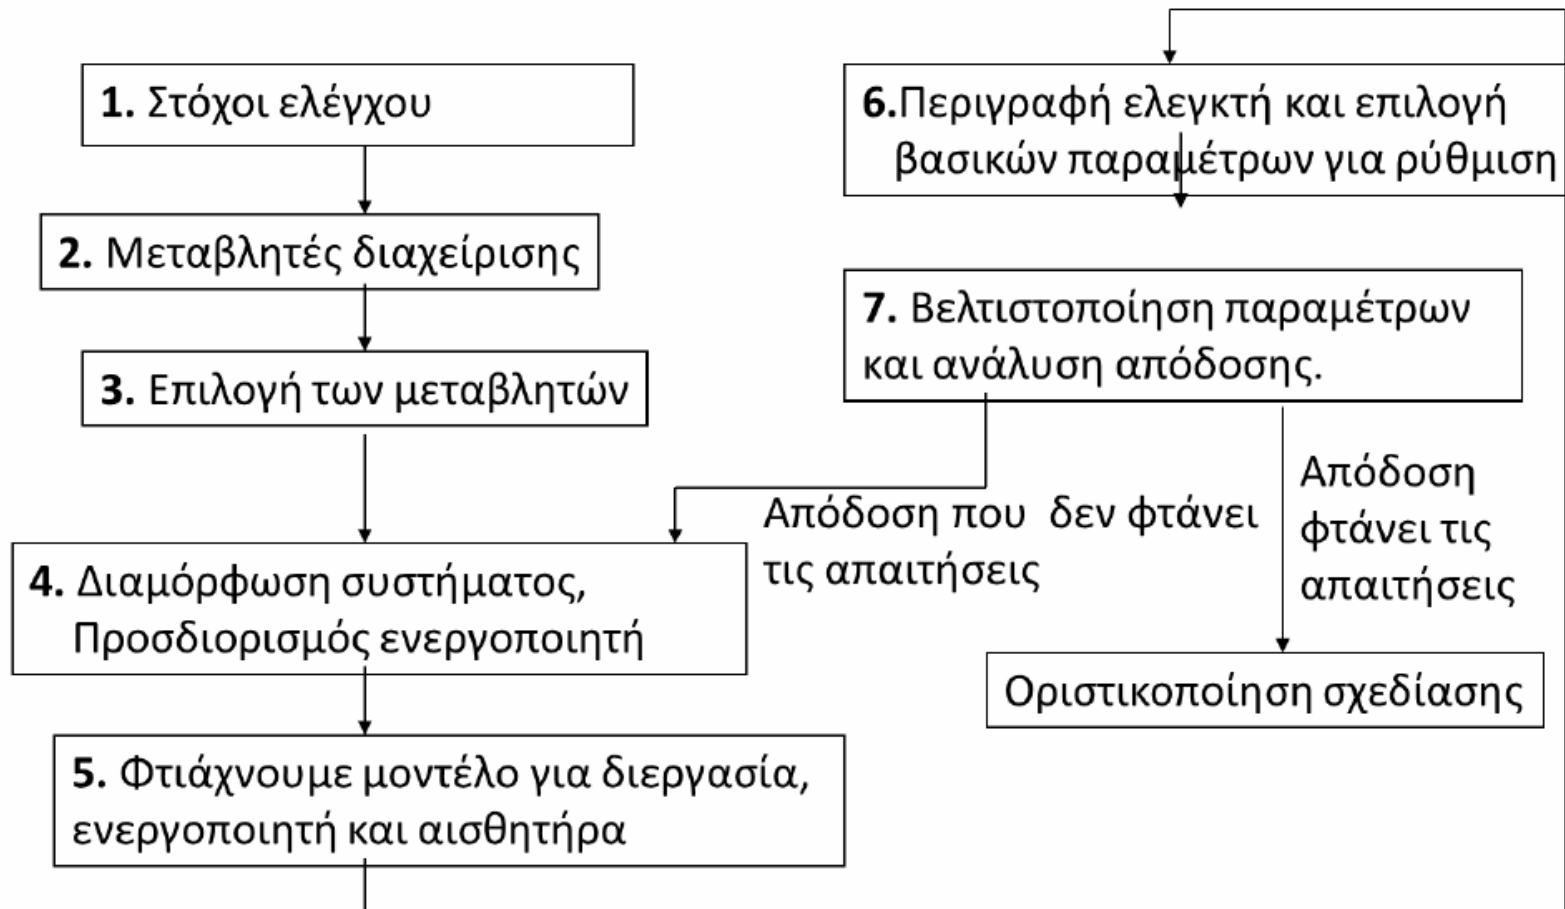 1. Στόχοι ελέγχου
2. Μεταβλητές διαχείρισης
3. Επιλογή των μεταβλητών
4. Διαμόρφωση συστήματος,
Προσδιορισμός ενεργοποιητή
5. Φτιάχνουμε μοντέλο για διεργασία,
ενεργοποιητή και αισθητήρα
6.Περιγραφή ελεγκτή και επιλογή
βασικών παραμέτρων για ρύθμιση
7. Βελτιστοποίηση παραμέτρων
και ανάλυση απόδοσης.
Απόδοση που δεν φτάνει
τις απαιτήσεις
Απόδοση
φτάνει τις
απαιτήσεις
Οριστικοποίηση σχεδίασης